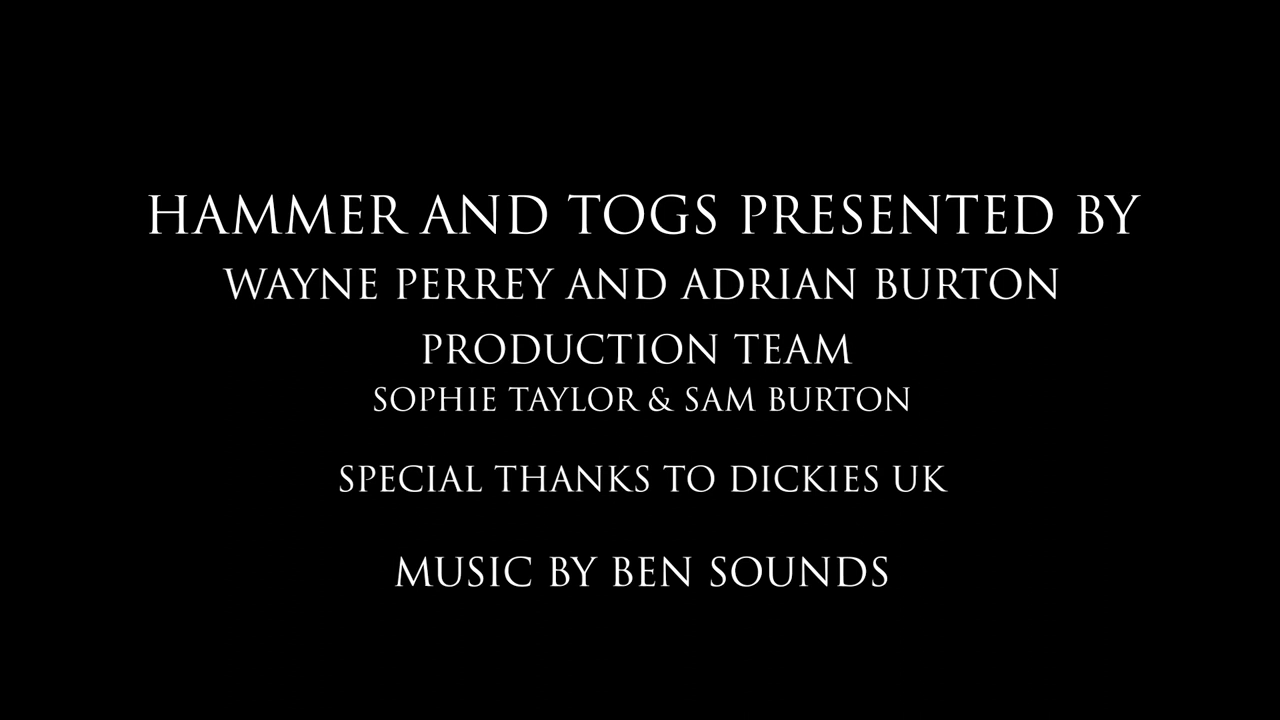 HAMMER AND TOGS PRESENTED BY
WAYNE PERREY AND ADRIAN BURTON
PRODUCTION TEAM
SOPHIE TAYLOR & SAM BURTON
SPECIAL THANKS TO DICKIES UK
MUSIC BY BEN SOUNDS